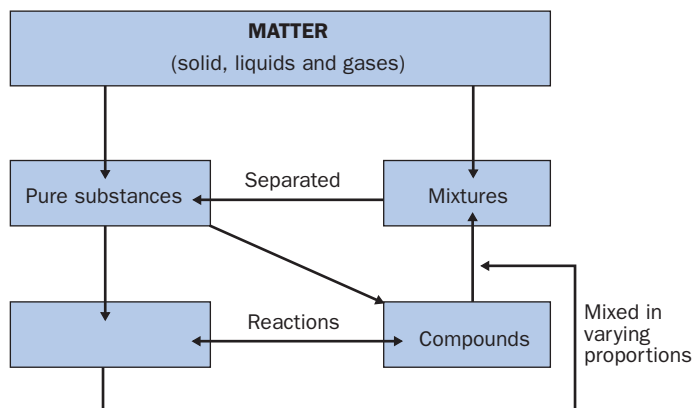 MATTER
(solid, liquids and gases)
Pure substances
Separated
Mixtures
Reactions
Compounds
Mixed in
varying
proportions